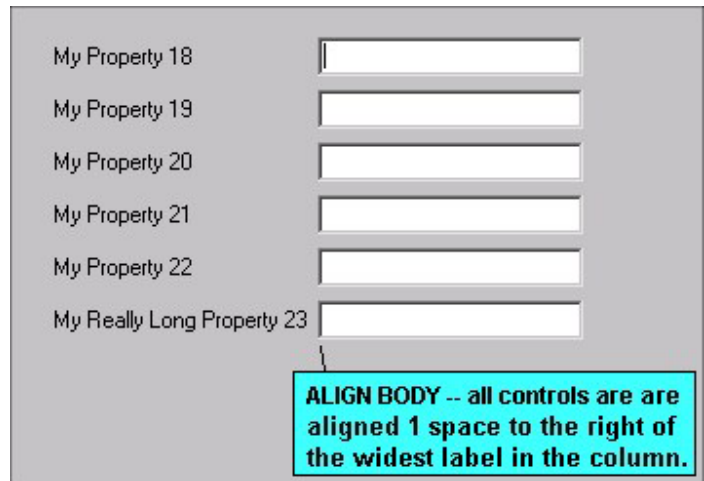 My Property 18
My Property 19
My Property 20
My Property 21
My Property 22
My Really Long Property 23
ALIGN BODY -- all controls are are
aligned 1 space to the right of
the widest label in the column.